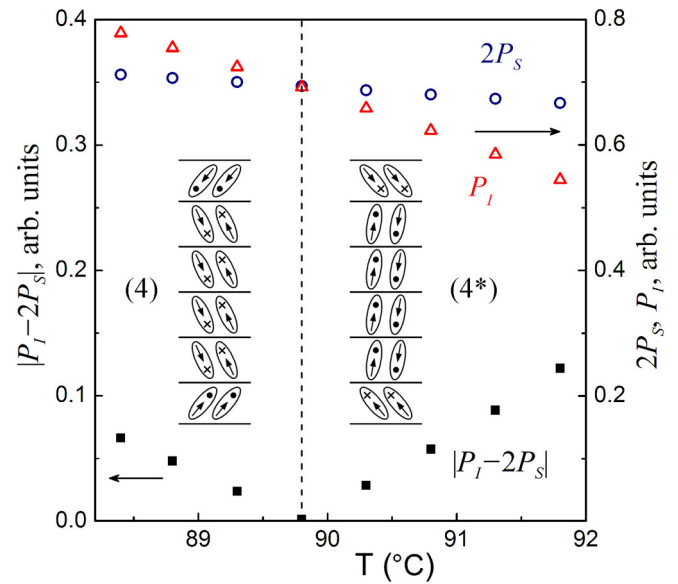 0.4
0.3
0.2
0.1
0.0
|P_I−2P_S|, arb. units
0.8
0.6
0.4
0.2
2P_S, P_I, arb. units
2P_S
P_I
(4)
(4*)
|P_I−2P_S|
89
90
91
92
T (°C)